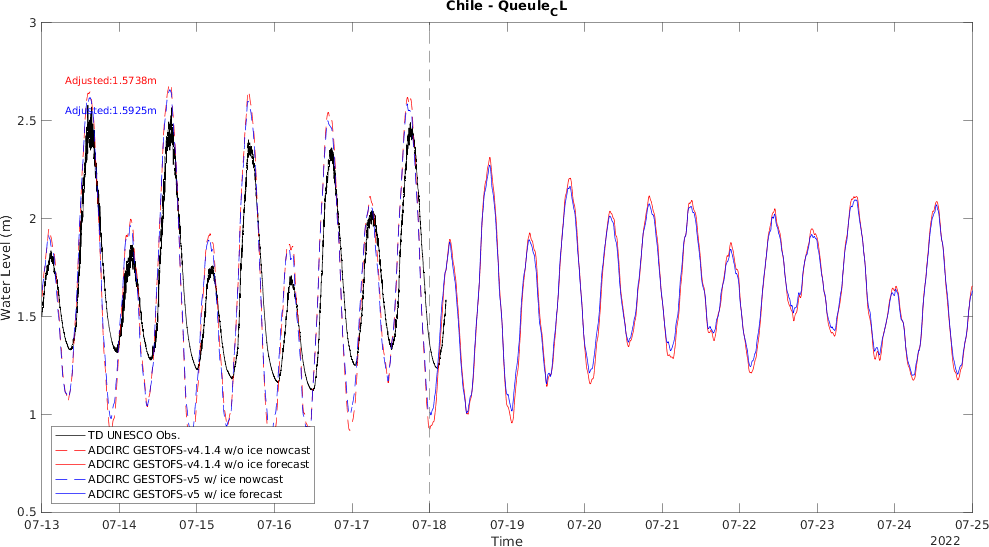 Chile - Queule_CL
3
2.5
2
1.5
1
0.5
Water Level (m)
Adjusted:1.5738m
Adjusted:1.5925m
TD UNESCO Obs.
ADCIRC GESTOFS-v4.1.4 w/o ice nowcast
ADCIRC GESTOFS-v4.1.4 w/o ice forecast
ADCIRC GESTOFS-v5 w/ ice nowcast
ADCIRC GESTOFS-v5 w/ ice forecast
07-13 07-14 07-15 07-16 07-17 07-18 07-19 07-20 07-21 07-22 07-23 07-24 07-25
Time
2022